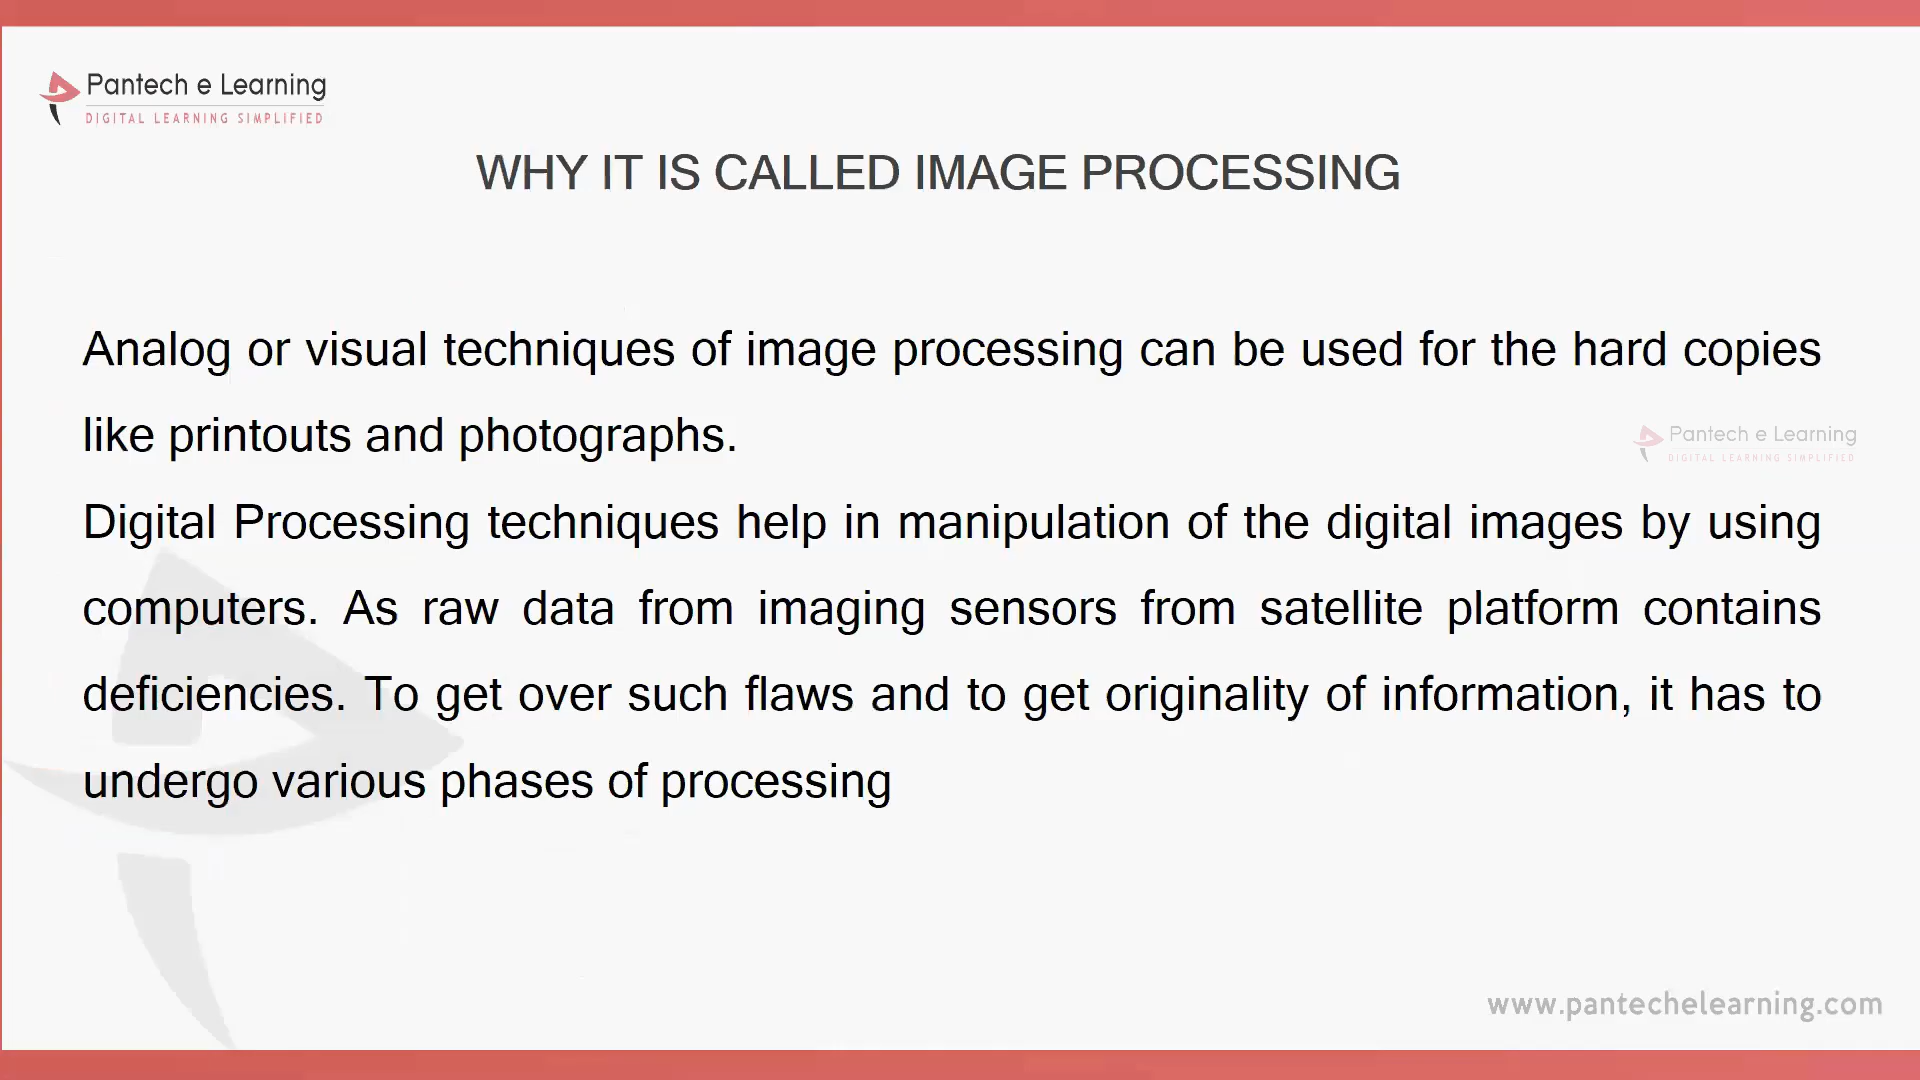 Pantech e Learning
DIGITAL LEARNING SIMPLIFIED
WHY IT IS CALLED IMAGE PROCESSING
Analog or visual techniques of image processing can be used for the hard copies
like printouts and photographs.
Pantech e Learning
DIGITAL LEARNING SIMPLIFIED
Digital Processing techniques help in manipulation of the digital images by using
computers. As raw data from imaging sensors from satellite platform contains
deficiencies. To get over such flaws and to get originality of information, it has to
undergo various phases of processing
www.pantechelearning.com